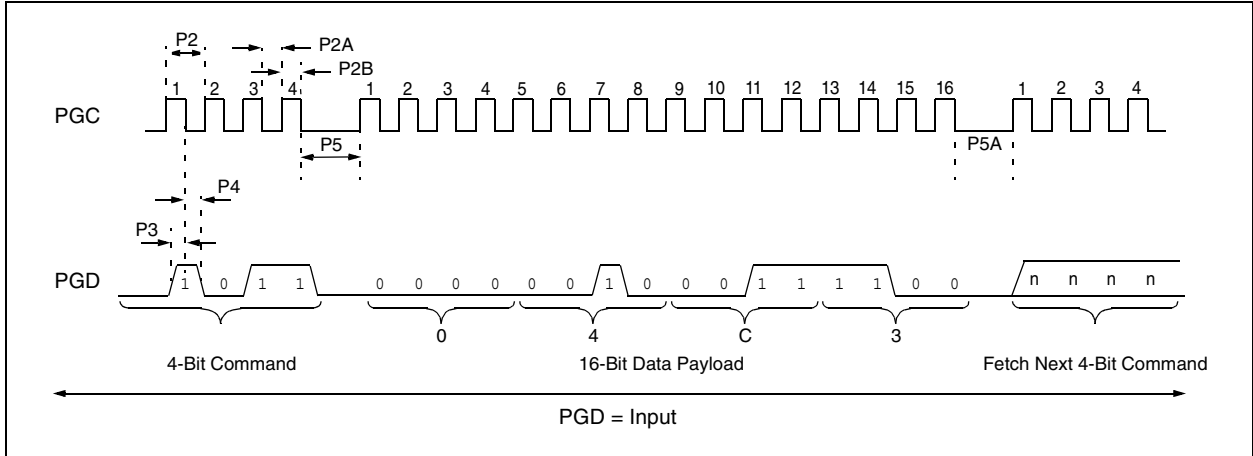 P2
P2A
P2B
1 2 3 4 1 2 3 4 5 6 7 8 9 10 11 12 13 14 15 16 1 2 3 4
PGC
P5
P5A
P4
P3
PGD
1 0 1 1 0 0 0 0 0 0 1 0 0 0 1 1 1 1 0 0 n n n n
0 4 C 3
4-Bit Command 16-Bit Data Payload Fetch Next 4-Bit Command
PGD = Input